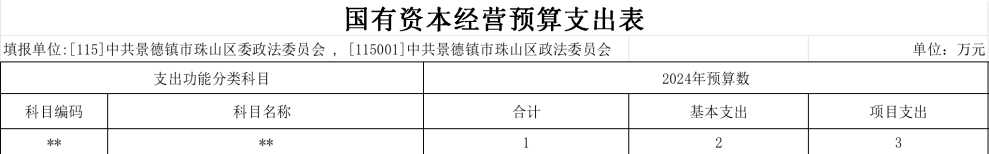 国有资本经营预算支出表
填报单位:[115]中共景德镇市珠山区委政法委员会 , [115001]中共景德镇市珠山区政法委员会 单位：万元
支出功能分类科目 2024年预算数
科目编码 科目名称 合计 基本支出 项目支出
** ** 1 2 3